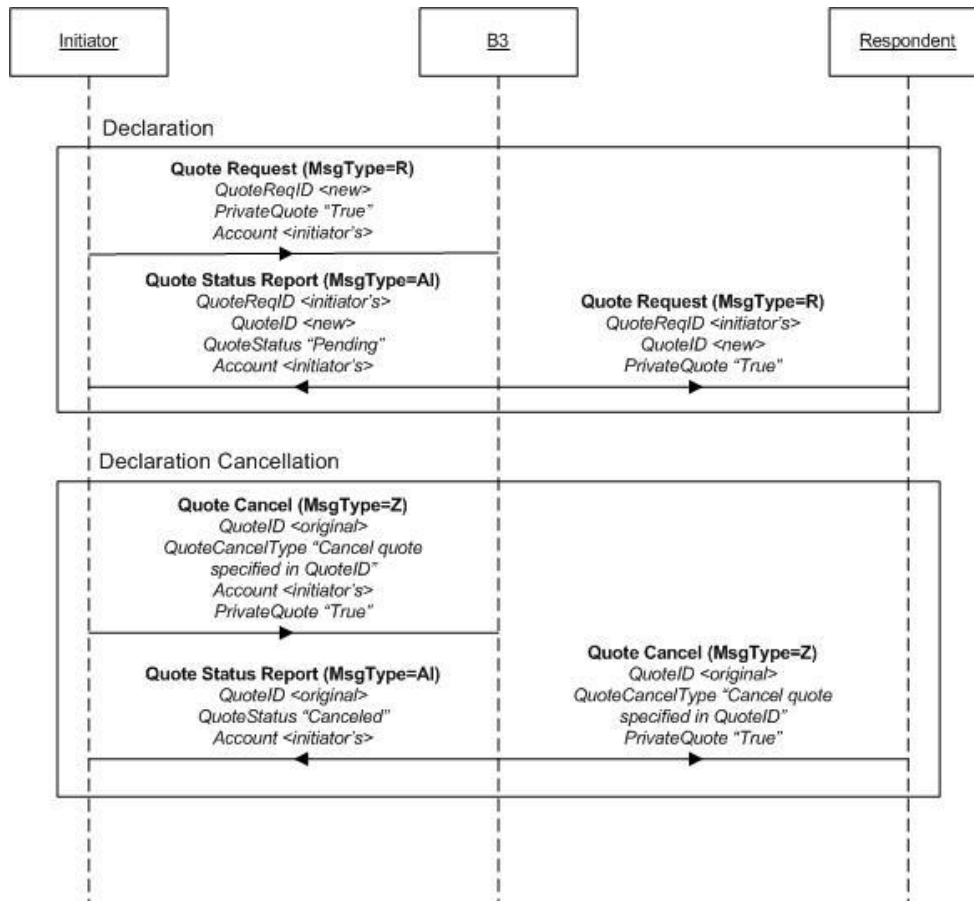 Initiator
B3
Respondent
Declaration
Quote Request (MsgType=R)
QuoteReqID <new>
PrivateQuote “True”
Account <initiator’s>
Quote Status Report (MsgType=AI)
QuoteReqID <initiator’s>
QuoteID <new>
QuoteStatus “Pending”
Account <initiator’s>
Quote Request (MsgType=R)
QuoteReqID <initiator’s>
QuoteID <new>
PrivateQuote “True”
Declaration Cancellation
Quote Cancel (MsgType=Z)
QuoteID <original>
QuoteCancelType “Cancel quote
specified in QuoteID”
Account <initiator’s>
PrivateQuote “True”
Quote Status Report (MsgType=AI)
QuoteID <original>
QuoteStatus “Canceled”
Account <initiator’s>
Quote Cancel (MsgType=Z)
QuoteID <original>
QuoteCancelType “Cancel quote
specified in QuoteID”
PrivateQuote “True”